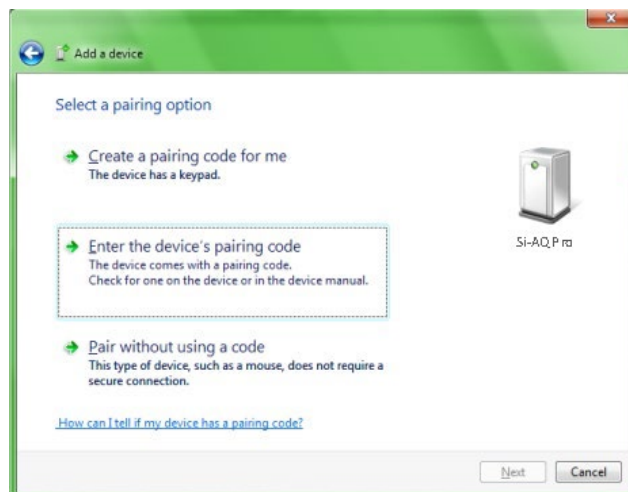 Add a device
Select a pairing option
Create a pairing code for me
The device has a keypad.
Enter the device's pairing code
The device comes with a pairing code.
Check for one on the device or in the device manual.
Si-AQ Pro
Pair without using a code
This type of device, such as a mouse, does not require a
secure connection.
How can I tell if my device has a pairing code?
Next
Cancel